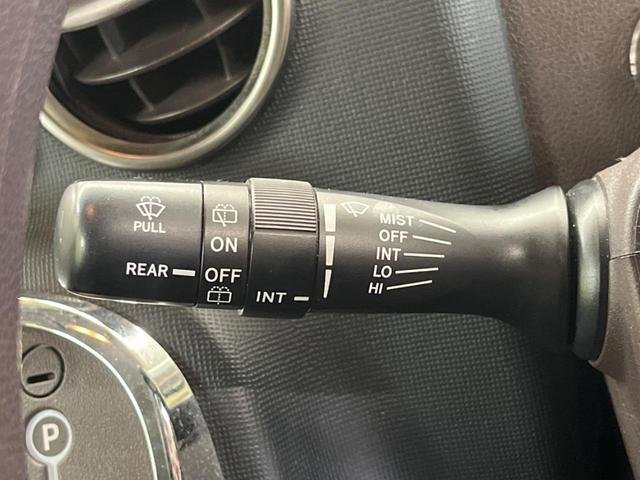 PULL
REAR
ON
OFF
INT
MIST
OFF
INT
LO
HI
P